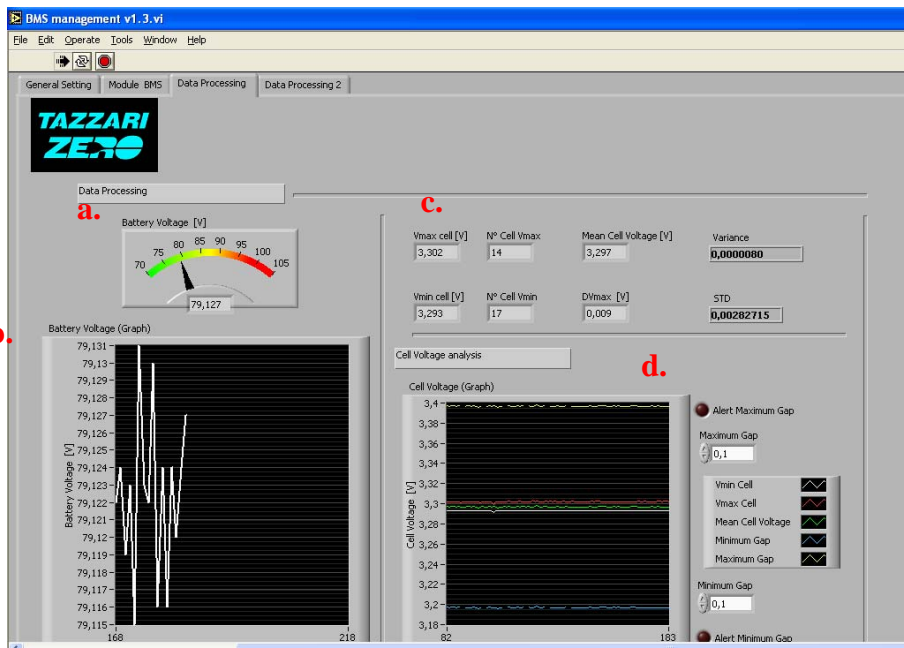 BMS management v1.3.vi
File Edit Operate Tools Window Help
General Setting Module BMS Data Processing Data Processing 2
TAZZARI
ZERO
Data Processing
a.
Battery Voltage [V]
70 75 80 85 90 95 100 105
79,127
c.
Vmax cell [V] N° Cell Vmax Mean Cell Voltage [V] Variance
3,302 14 3,297 0,0000080
Vmin cell [V] N° Cell Vmin DVmax [V] STD
3,293 17 0,009 0,00282715
b.
Battery Voltage (Graph)
Battery Voltage [V]
79,131
79,13
79,129
79,128
79,127
79,126
79,124
79,123
79,122
79,121
79,119
79,118
79,117
79,116
79,115
168 218
Cell Voltage analysis
d.
Cell Voltage (Graph)
Cell Voltage [V]
3,4
3,38
3,36
3,34
3,32
3,3
3,28
3,26
3,24
3,22
3,2
3,18
82 183
Alert Maximum Gap
Maximum Gap
0,1
Vmin Cell
Vmax Cell
Mean Cell Voltage
Minimum Gap
Maximum Gap
Minimum Gap
0,1
Alert Minimum Gap